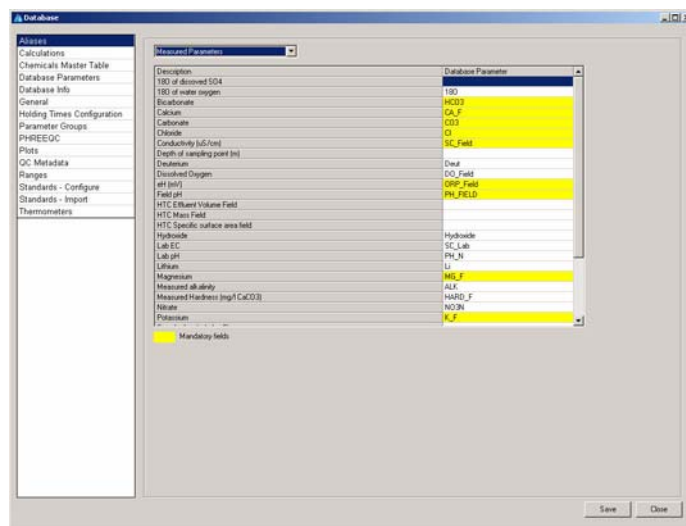 Database
Aliases
Calculations
Chemicals Master Table
Database Parameters
Database Info
General
Holding Times Configuration
Parameter Groups
PHREEQC
Plots
QC Metadata
Ranges
Standards - Configure
Standards - Import
Thermometers
Measured Parameters
Description Database Parameter
18O of dissoved SO4
18O of water oxygen 18O
Bicarbonate HCO3
Calcium CA_F
Carbonate CO3
Chloride Cl
Conductivity (uS/cm) SC_Field
Depth of sampling point (m)
Deuterium Deut
Dissolved Oxygen DO_Field
eH (mV) ORP_Field
Field pH PH_FIELD
HTC Effluent Volume Field
HTC Mass Field
HTC Specific surface area field
Hydroxide Hydroxide
Lab EC SC_Lab
Lab pH PH_N
Lithium Li
Magnesium MG_F
Measured alkalinity ALK
Measured Hardness (mg/l CaCO3) HARD_F
Nitrate NO3N
Potassium K_F
Mandatory fields
Save Close